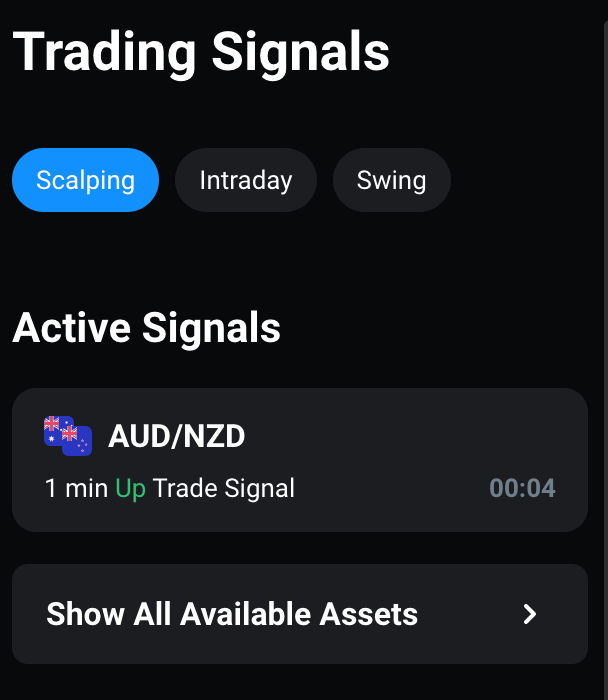 Trading Signals
Scalping Intraday Swing
Active Signals
AUD/NZD
1 min Up Trade Signal 00:04
Show All Available Assets